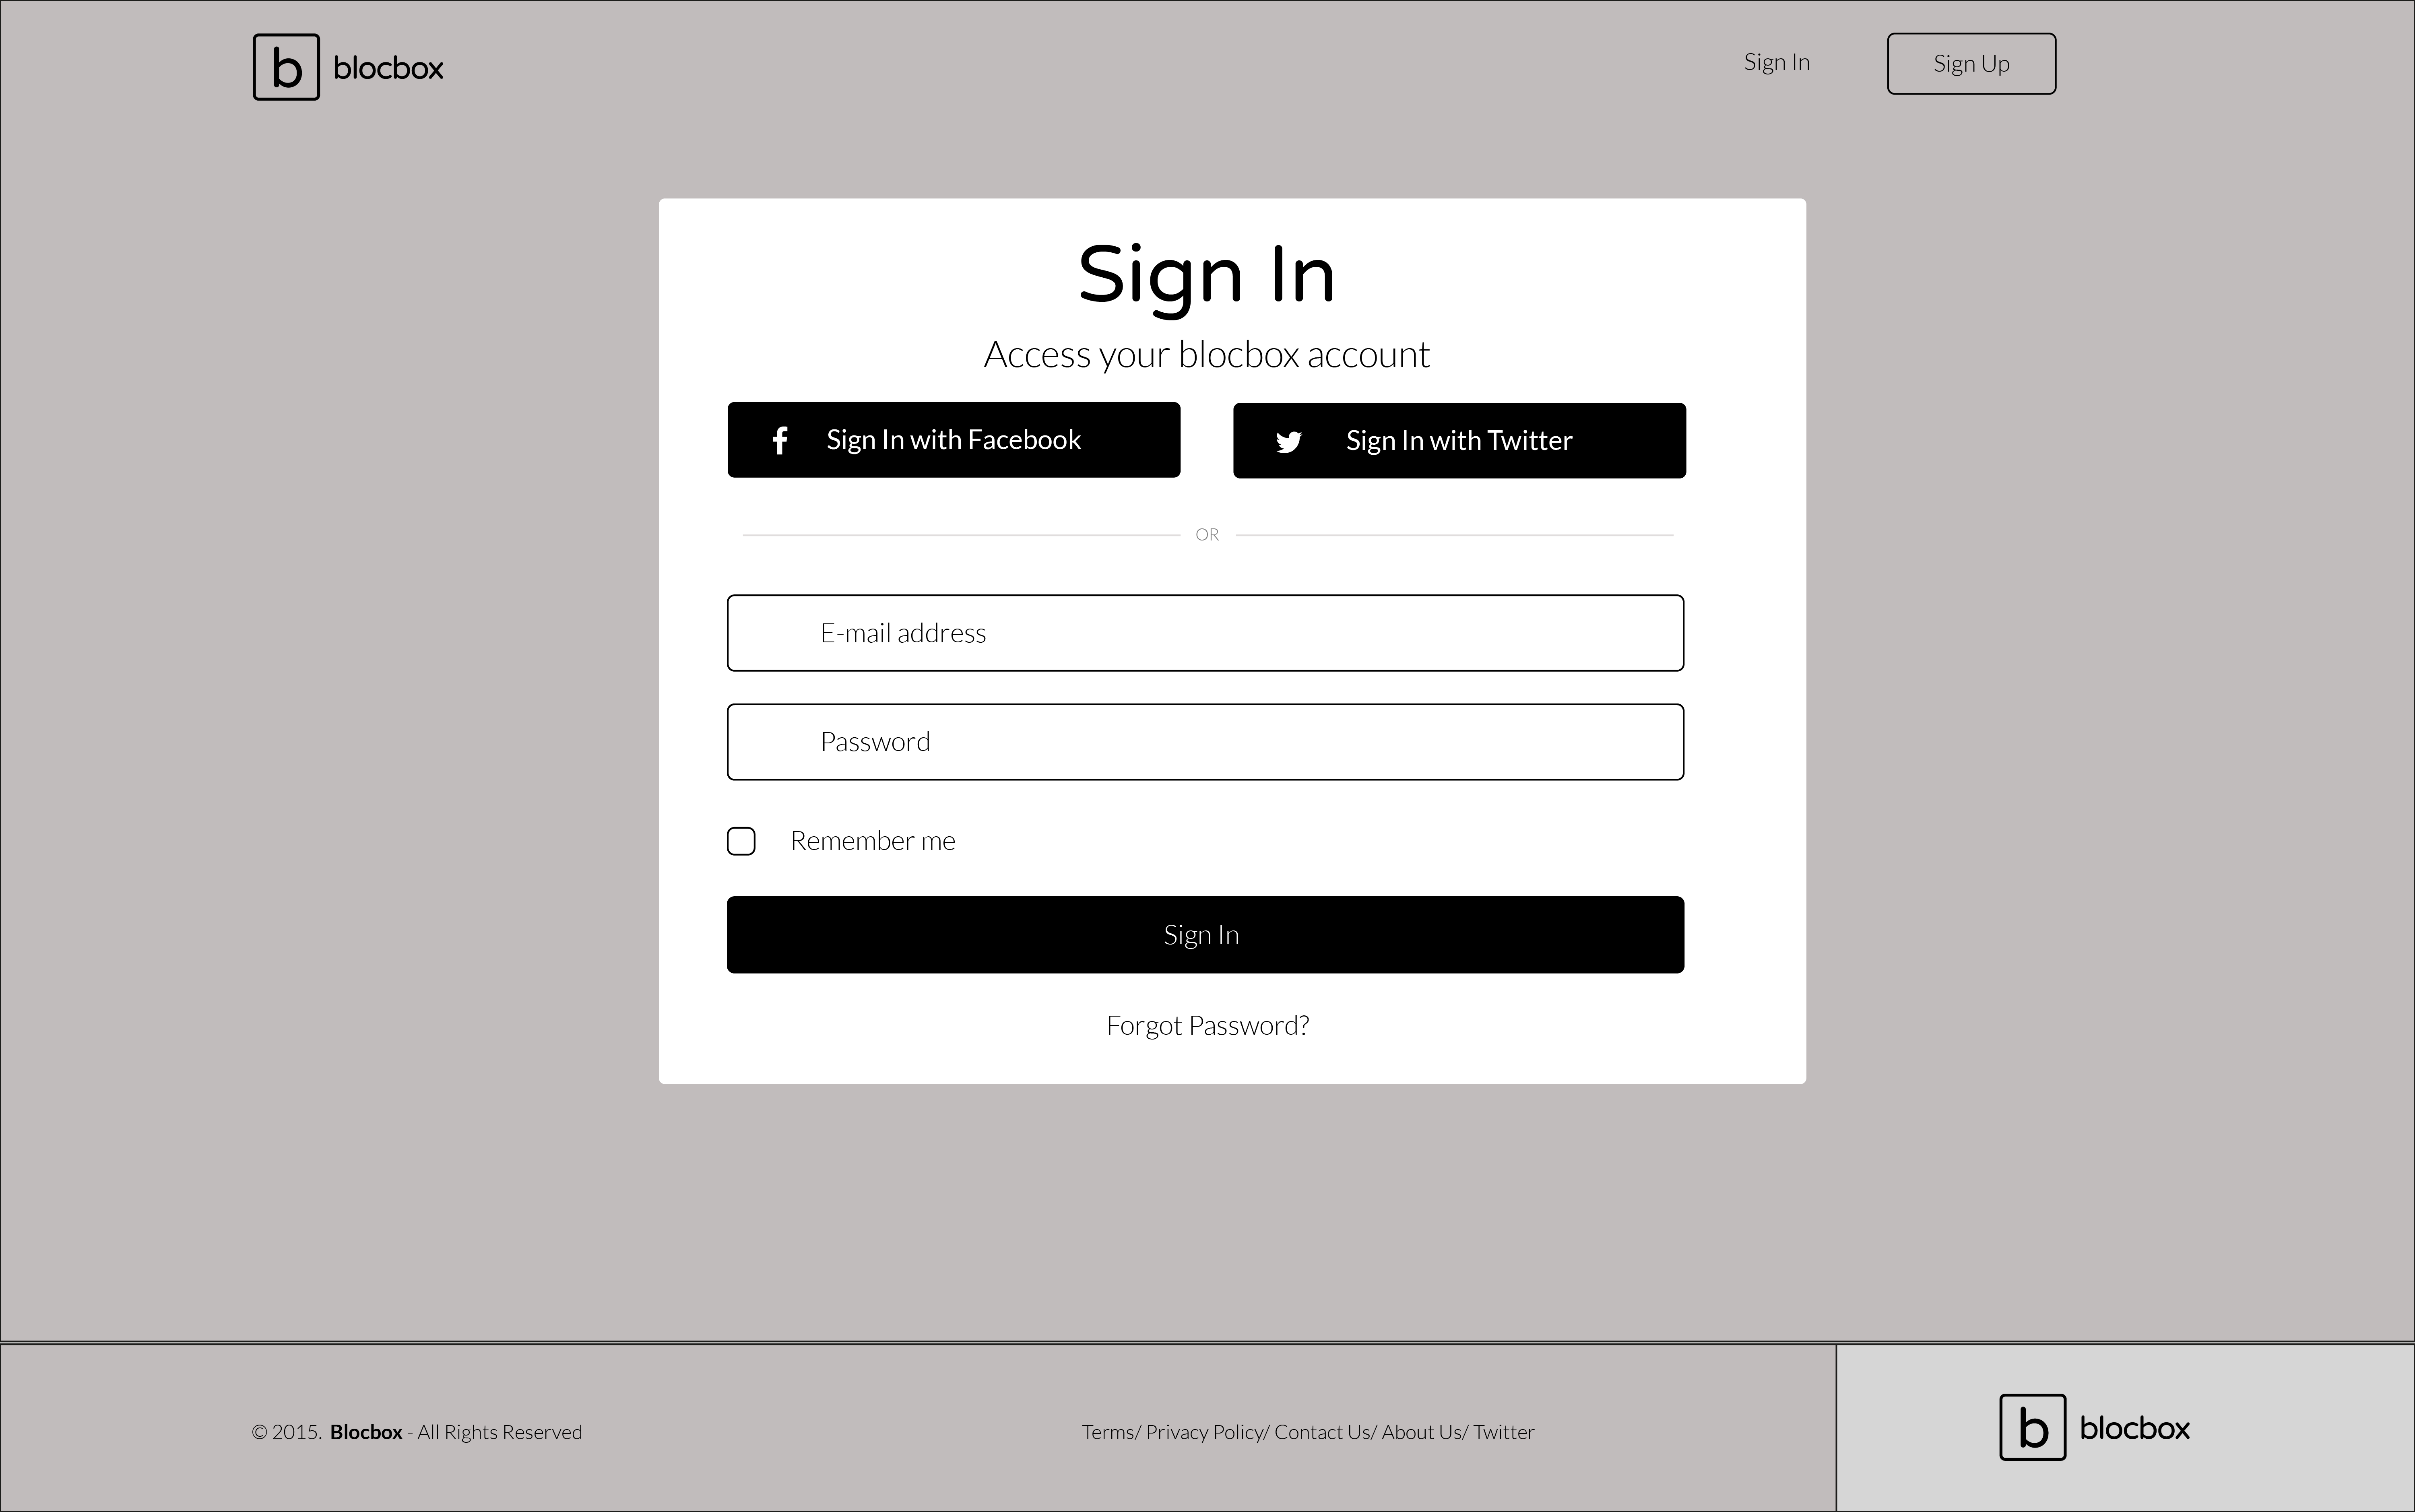 b blocbox
Sign In
Sign Up
Sign In
Access your blocbox account
Sign In with Facebook
Sign In with Twitter
OR
E-mail address
Password
Remember me
Sign In
Forgot Password?
© 2015. Blocbox - All Rights Reserved
Terms/ Privacy Policy/ Contact Us/ About Us/ Twitter
b blocbox